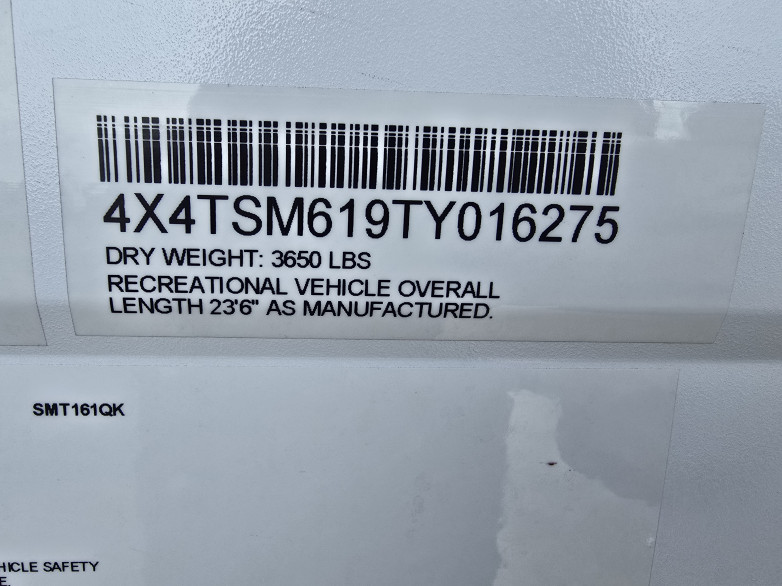 4X4TSM619TY016275
DRY WEIGHT: 3650 LBS
RECREATIONAL VEHICLE OVERALL
LENGTH 23'6" AS MANUFACTURED.
SMT161QK
HICLE SAFETY
E.